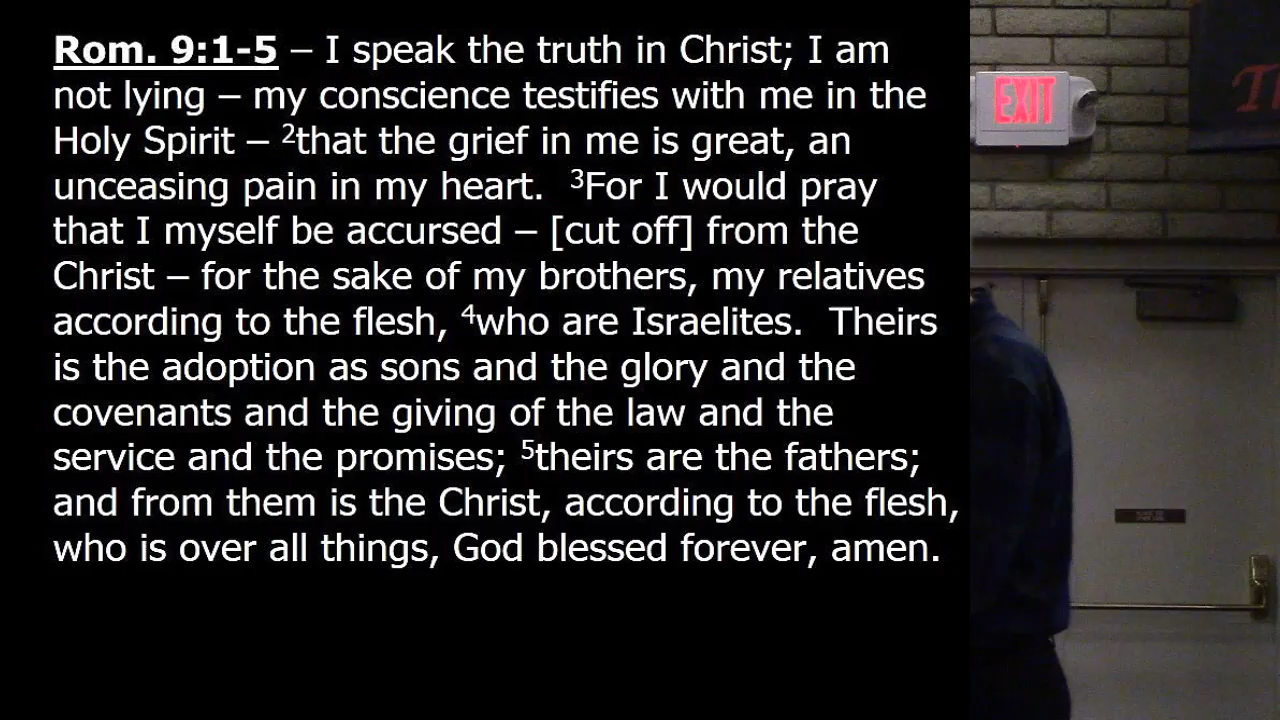 Rom. 9:1-5 – I speak the truth in Christ; I am
not lying – my conscience testifies with me in the
Holy Spirit – ²that the grief in me is great, an
unceasing pain in my heart.  ³For I would pray
that I myself be accursed – [cut off] from the
Christ – for the sake of my brothers, my relatives
according to the flesh, ⁴who are Israelites.  Theirs
is the adoption as sons and the glory and the
covenants and the giving of the law and the
service and the promises; ⁵theirs are the fathers;
and from them is the Christ, according to the flesh,
who is over all things, God blessed forever, amen.
EXIT